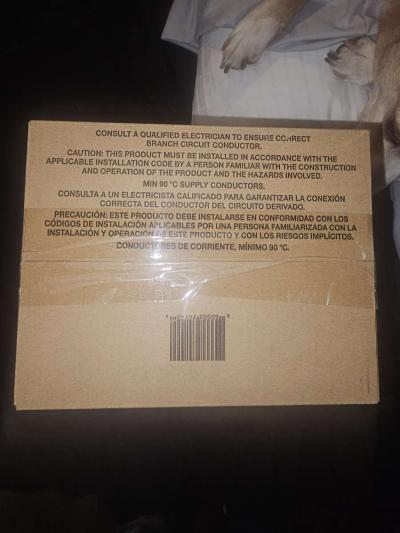 CONSULT A QUALIFIED ELECTRICIAN TO ENSURE CORRECT
BRANCH CIRCUIT CONDUCTOR.
CAUTION: THIS PRODUCT MUST BE INSTALLED IN ACCORDANCE WITH THE
APPLICABLE INSTALLATION CODE BY A PERSON FAMILIAR WITH THE CONSTRUCTION
AND OPERATION OF THE PRODUCT AND THE HAZARDS INVOLVED.
MIN 90 °C SUPPLY CONDUCTORS.
CONSULTA A UN ELECTRICISTA CALIFICADO PARA GARANTIZAR LA CONEXIÓN
CORRECTA DEL CONDUCTOR DEL CIRCUITO DERIVADO.
PRECAUCIÓN: ESTE PRODUCTO DEBE INSTALARSE EN CONFORMIDAD CON LOS
CÓDIGOS DE INSTALACIÓN APLICABLES POR UNA PERSONA FAMILIARIZADA CON LA
INSTALACIÓN Y OPERACIÓN DE ESTE PRODUCTO Y CON LOS RIESGOS IMPLÍCITOS.
CONDUCTORES DE CORRIENTE, MÍNIMO 90 °C.